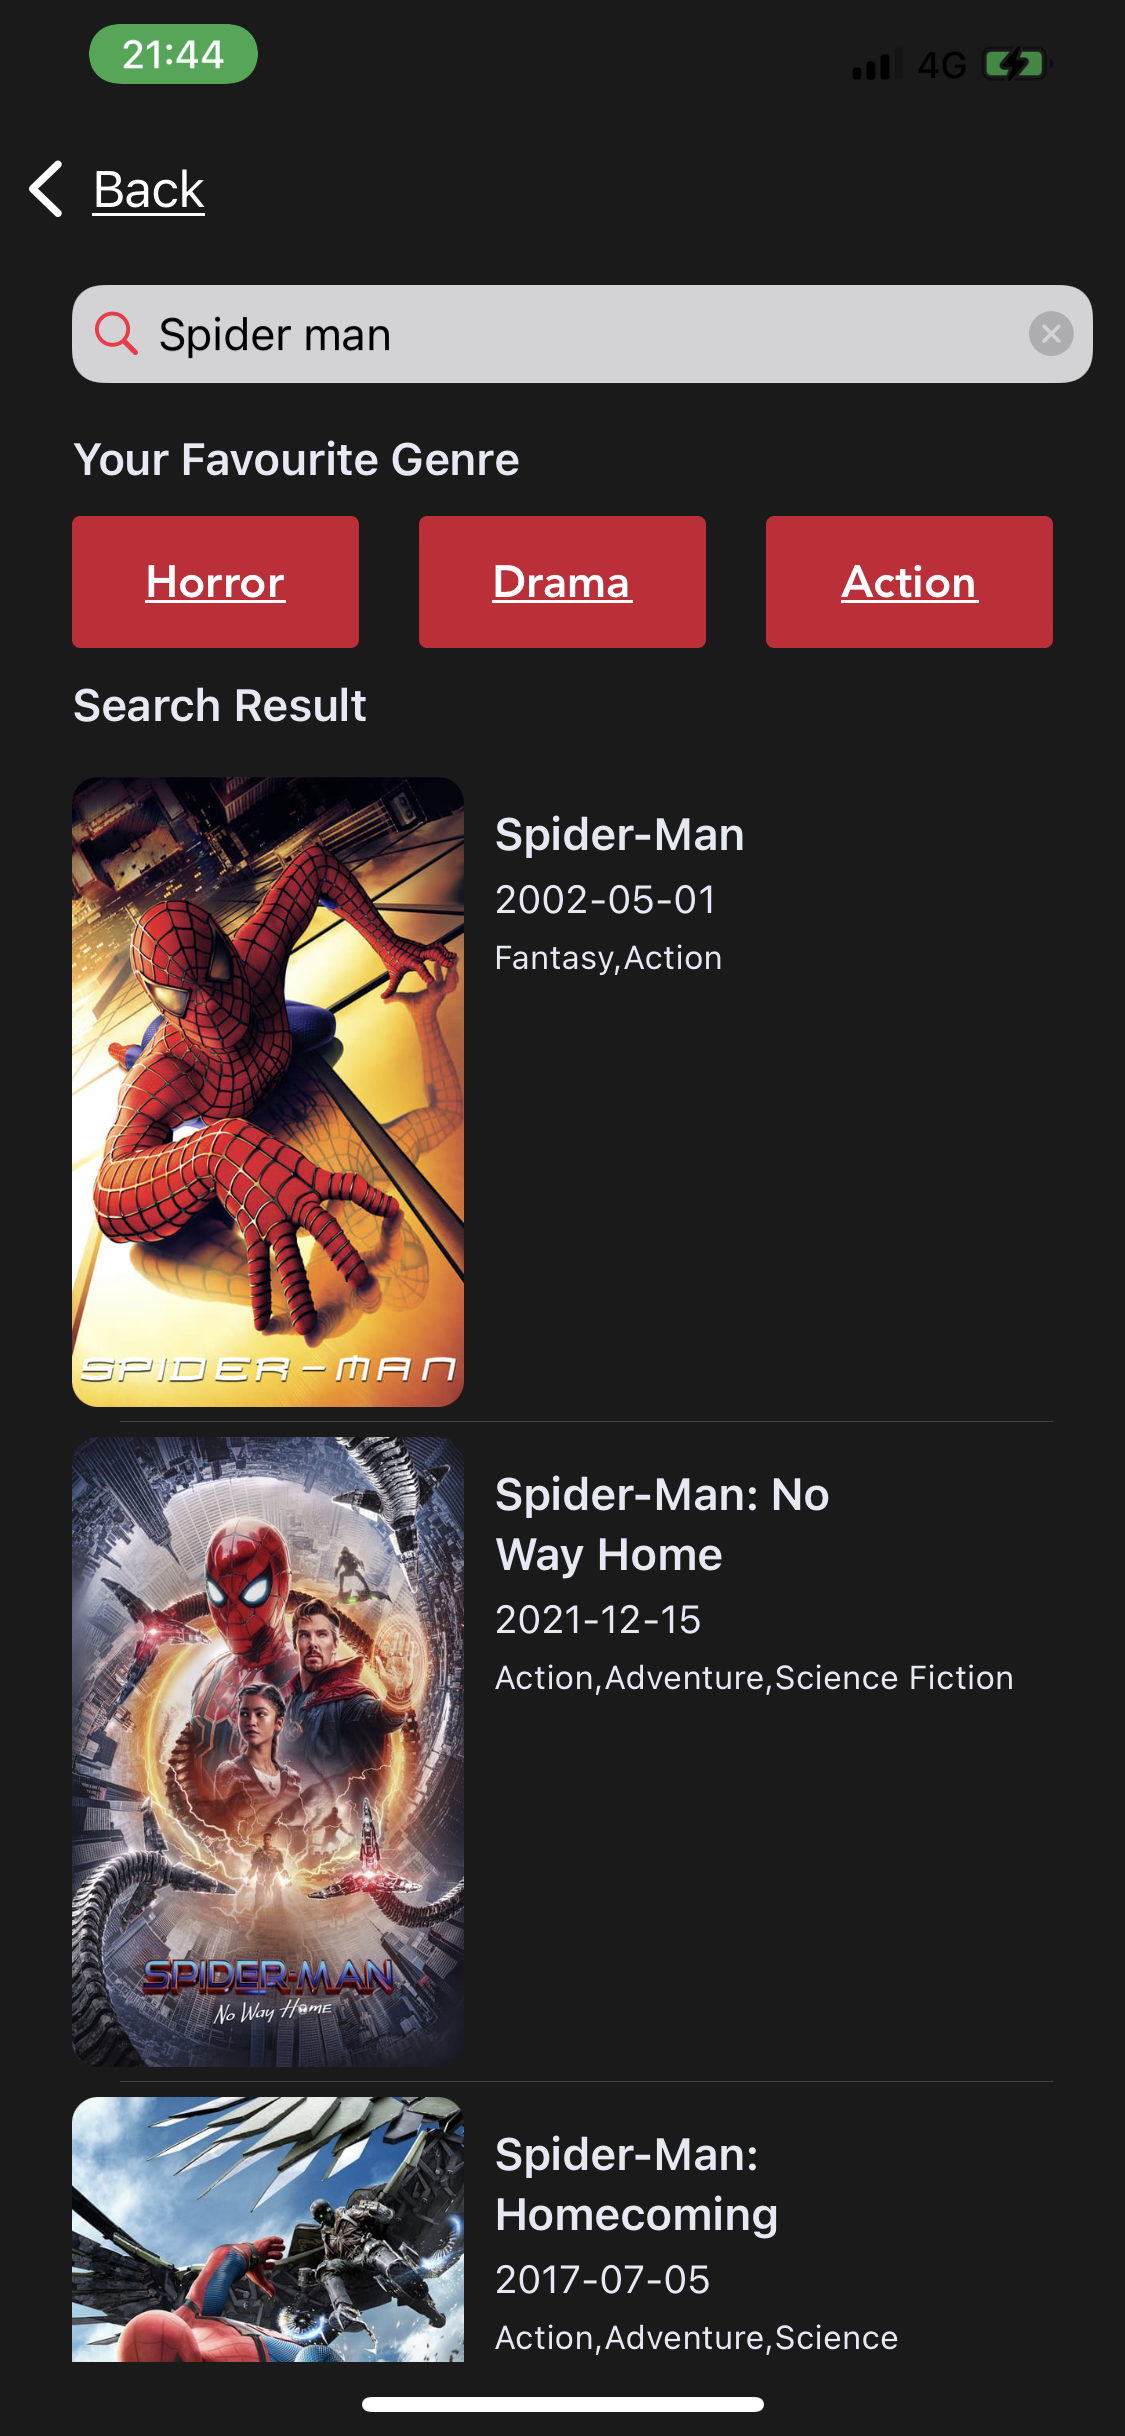 21:44
4G
Back
Spider man
Your Favourite Genre
Horror
Drama
Action
Search Result
SPIDER-MAN
Spider-Man
2002-05-01
Fantasy,Action
SPIDER-MAN
No Way Home
Spider-Man: No
Way Home
2021-12-15
Action,Adventure,Science Fiction
Spider-Man:
Homecoming
2017-07-05
Action,Adventure,Science